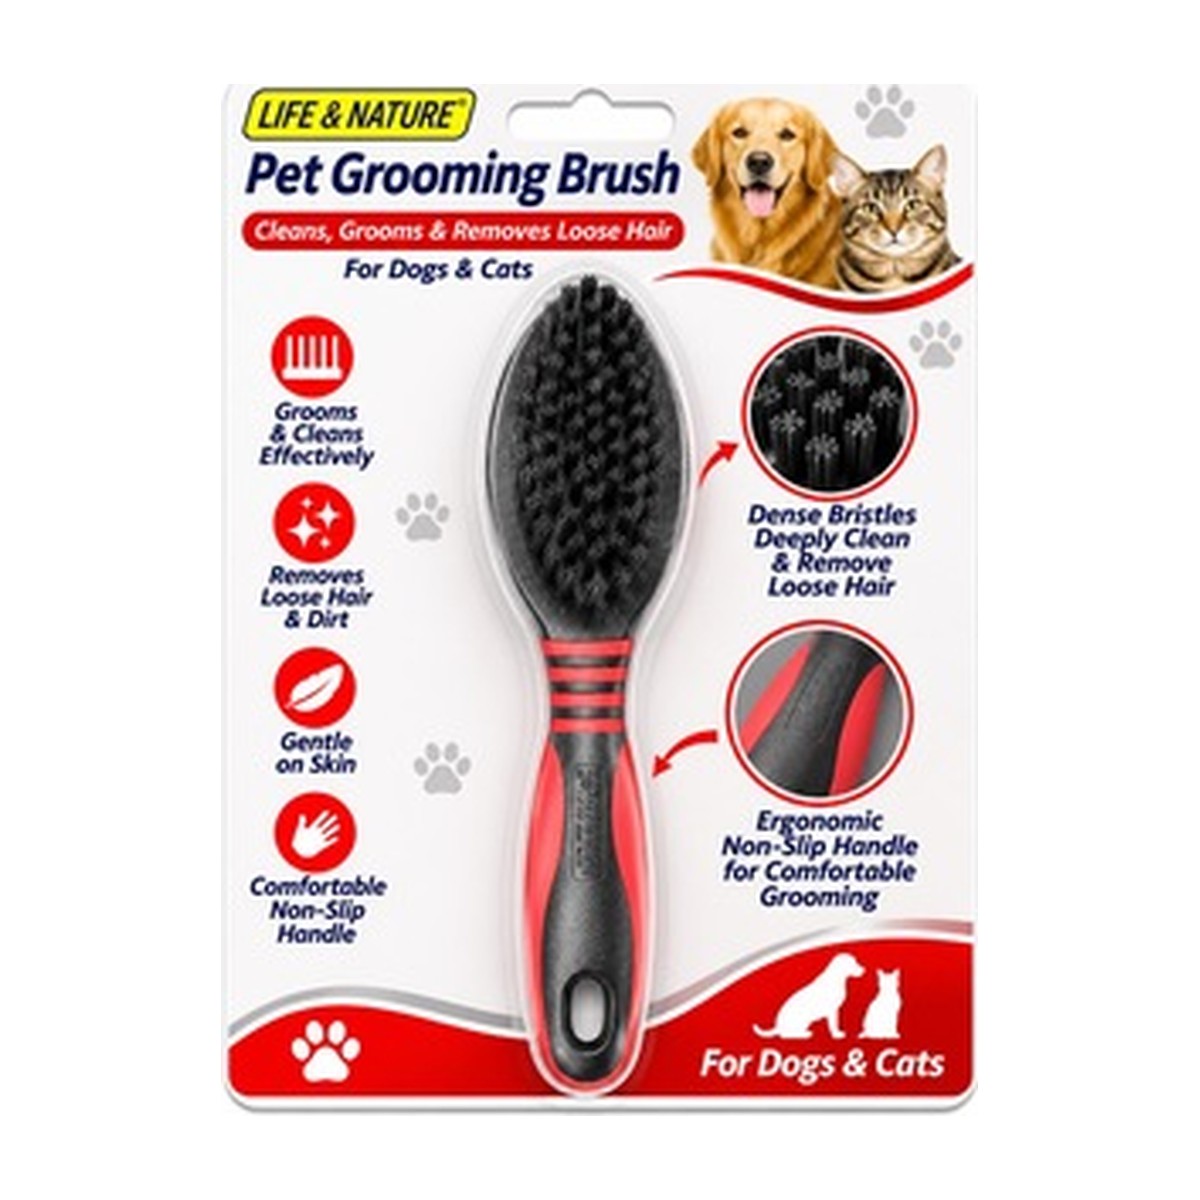 LIFE & NATURE®
Pet Grooming Brush
Cleans, Grooms & Removes Loose Hair
For Dogs & Cats
Grooms
& Cleans
Effectively
Removes
Loose Hair
& Dirt
Gentle
on Skin
Comfortable
Non-Slip
Handle
Dense Bristles
Deeply Clean
& Remove
Loose Hair
Ergonomic
Non-Slip Handle
for Comfortable
Grooming
For Dogs & Cats